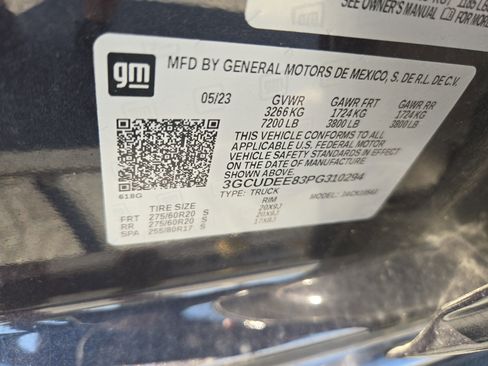 SEE OWNER'S MANUAL FOR MORE
gm
MFD BY GENERAL MOTORS DE MEXICO, S. DE R.L. DE C.V.
05/23 GVWR GAWR FRT GAWR RR
3266 KG 1724 KG 1724 KG
7200 LB 3800 LB 3800 LB
THIS VEHICLE CONFORMS TO ALL
APPLICABLE U.S. FEDERAL MOTOR
VEHICLE SAFETY STANDARDS IN EFFECT
ON THE DATE OF MANUFACTURE
SHOWN ABOVE.
3GCUDEE83PG310294
618G TYPE: TRUCK MODEL:
TIRE SIZE RIM
FRT 275/60R20 S 20X9J
RR 275/60R20 S 20X9J
SPA 255/80R17 S 17X8J